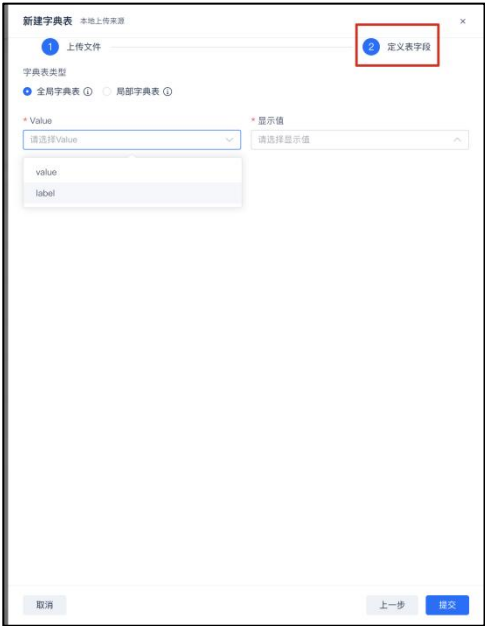 新建字典表 本地上传来源 ×
1 上传文件 2 定义表字段
字典表类型
全局字典表 局部字典表
* Value * 显示值
请选择Value 请选择显示值
value
label
取消 上一步 提交